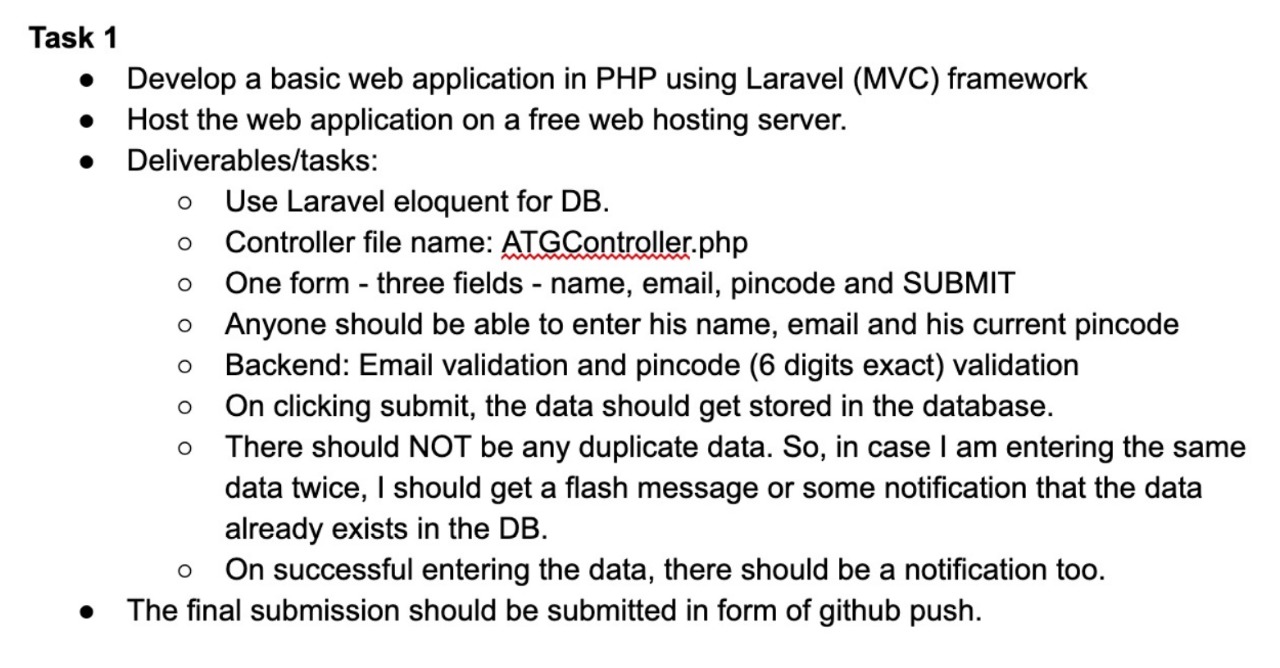 Task 1
● Develop a basic web application in PHP using Laravel (MVC) framework
● Host the web application on a free web hosting server.
● Deliverables/tasks:
○ Use Laravel eloquent for DB.
○ Controller file name: ATGController.php
○ One form - three fields - name, email, pincode and SUBMIT
○ Anyone should be able to enter his name, email and his current pincode
○ Backend: Email validation and pincode (6 digits exact) validation
○ On clicking submit, the data should get stored in the database.
○ There should NOT be any duplicate data. So, in case I am entering the same
data twice, I should get a flash message or some notification that the data
already exists in the DB.
○ On successful entering the data, there should be a notification too.
● The final submission should be submitted in form of github push.